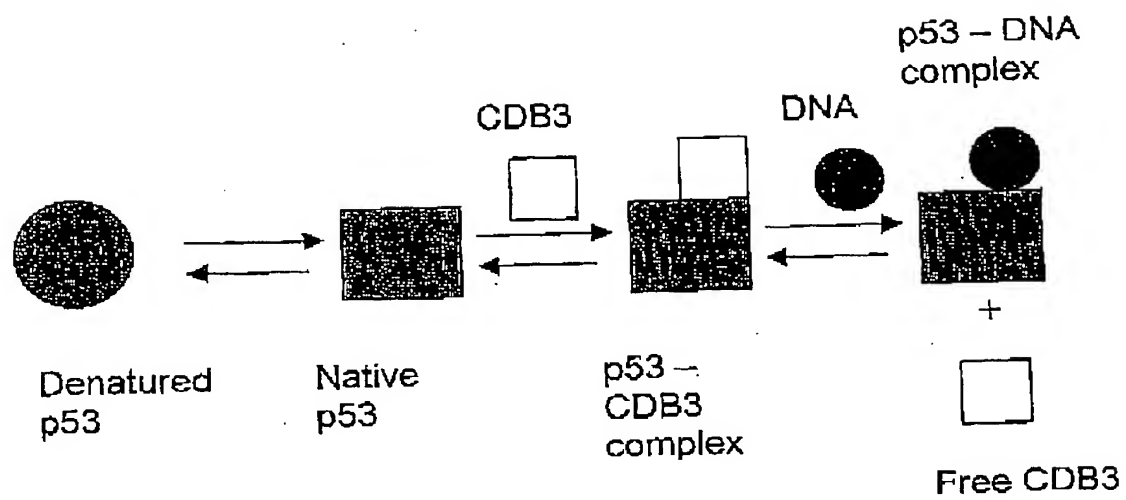 p53 – DNA
complex
CDB3
DNA
+
Denatured
p53
Native
p53
p53 –
CDB3
complex
Free CDB3